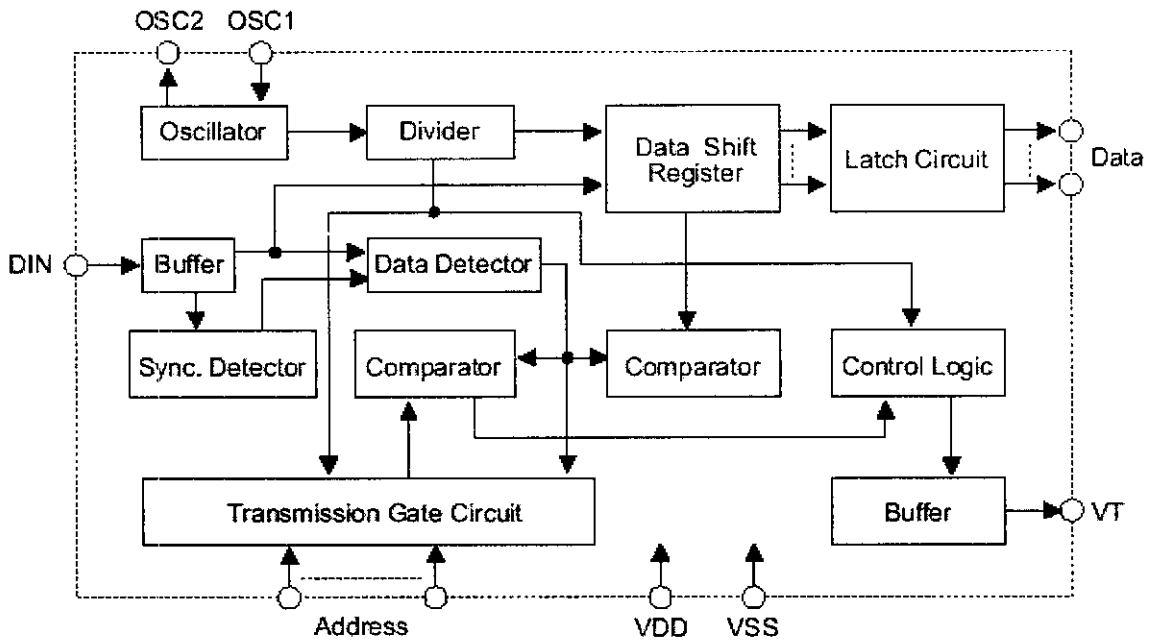 OSC2 OSC1
Oscillator
Divider
Data Shift
Register
Latch Circuit
Data
DIN
Buffer
Data Detector
Sync. Detector
Comparator
Comparator
Control Logic
Transmission Gate Circuit
Buffer
VT
Address
VDD
VSS